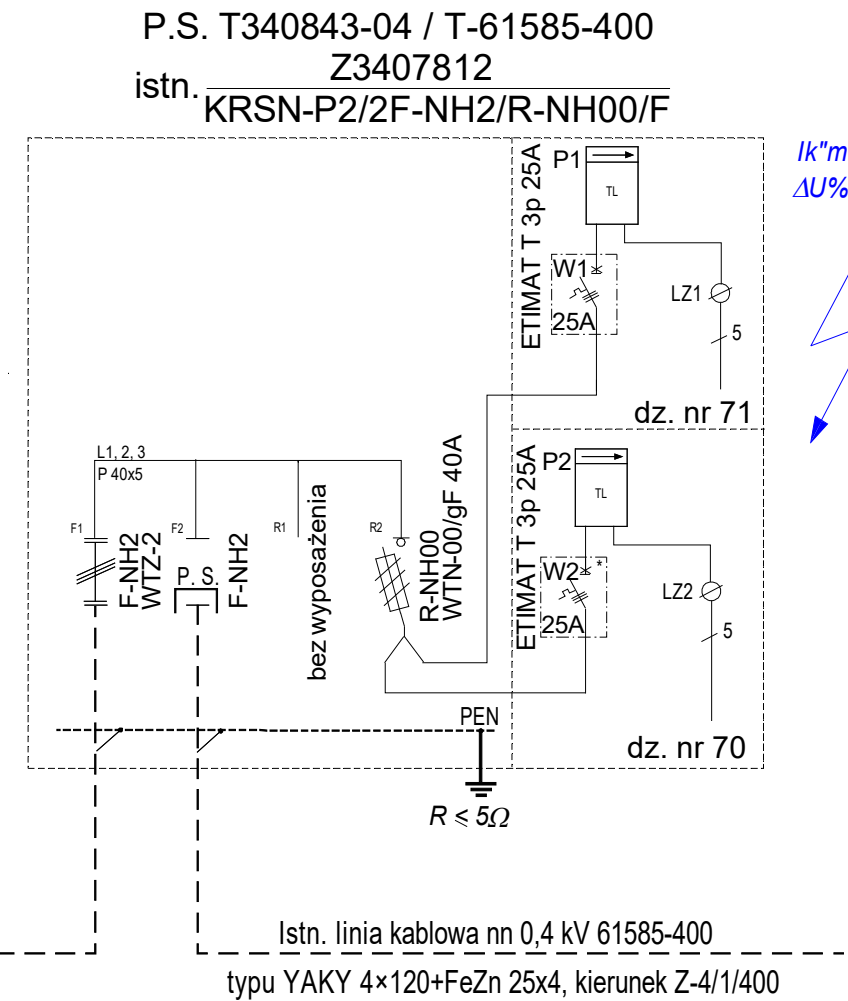 P.S. T340843-04 / T-61585-400
istn. Z3407812
KRSN-P2/2F-NH2/R-NH00/F
Ik"m
ΔU%
ETIMAT T 3p 25A
P1
TL
W1
25A
LZ1
5
dz. nr 71
L1, 2, 3
P 40x5
F1
F-NH2
WTZ-2
F2
P. S.
F-NH2
R1
bez wyposażenia
R2
R-NH00
WTN-00/gF 40A
ETIMAT T 3p 25A
P2
TL
W2 *
25A
LZ2
5
dz. nr 70
PEN
R ≤ 5Ω
Istn. linia kablowa nn 0,4 kV 61585-400
typu YAKY 4×120+FeZn 25x4, kierunek Z-4/1/400